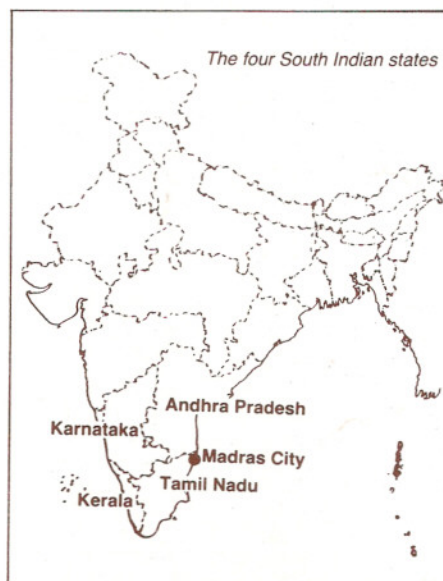 The four South Indian states
Andhra Pradesh
Karnataka
Madras City
Tamil Nadu
Kerala